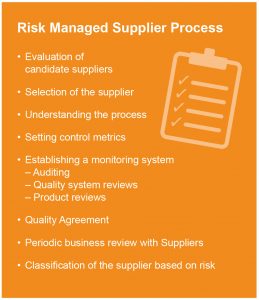 Risk Managed Supplier Process
• Evaluation of
candidate suppliers
• Selection of the supplier
• Understanding the process
• Setting control metrics
• Establishing a monitoring system
– Auditing
– Quality system reviews
– Product reviews
• Quality Agreement
• Periodic business review with Suppliers
• Classification of the supplier based on risk